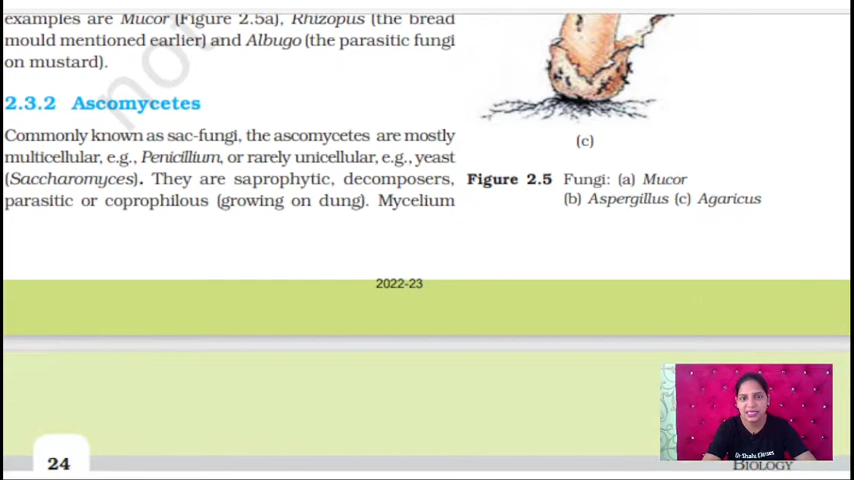 examples are Mucor (Figure 2.5a), Rhizopus (the bread
mould mentioned earlier) and Albugo (the parasitic fungi
on mustard).
2.3.2 Ascomycetes
Commonly known as sac-fungi, the ascomycetes are mostly
multicellular, e.g., Penicillium, or rarely unicellular, e.g., yeast
(Saccharomyces). They are saprophytic, decomposers,
parasitic or coprophilous (growing on dung). Mycelium
(c)
Figure 2.5 Fungi: (a) Mucor
(b) Aspergillus (c) Agaricus
2022-23
24
BIOLOGY